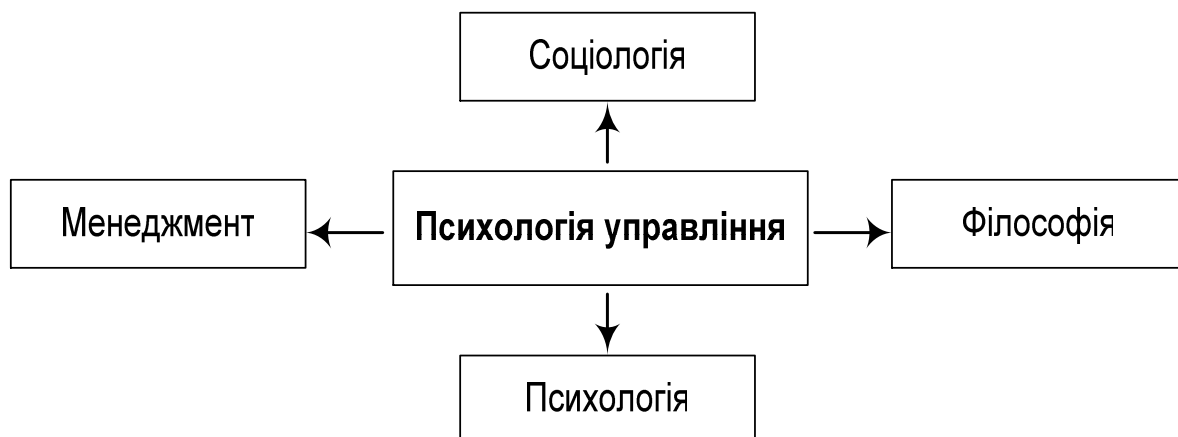 Соціологія
Менеджмент
Психологія управління
Філософія
Психологія